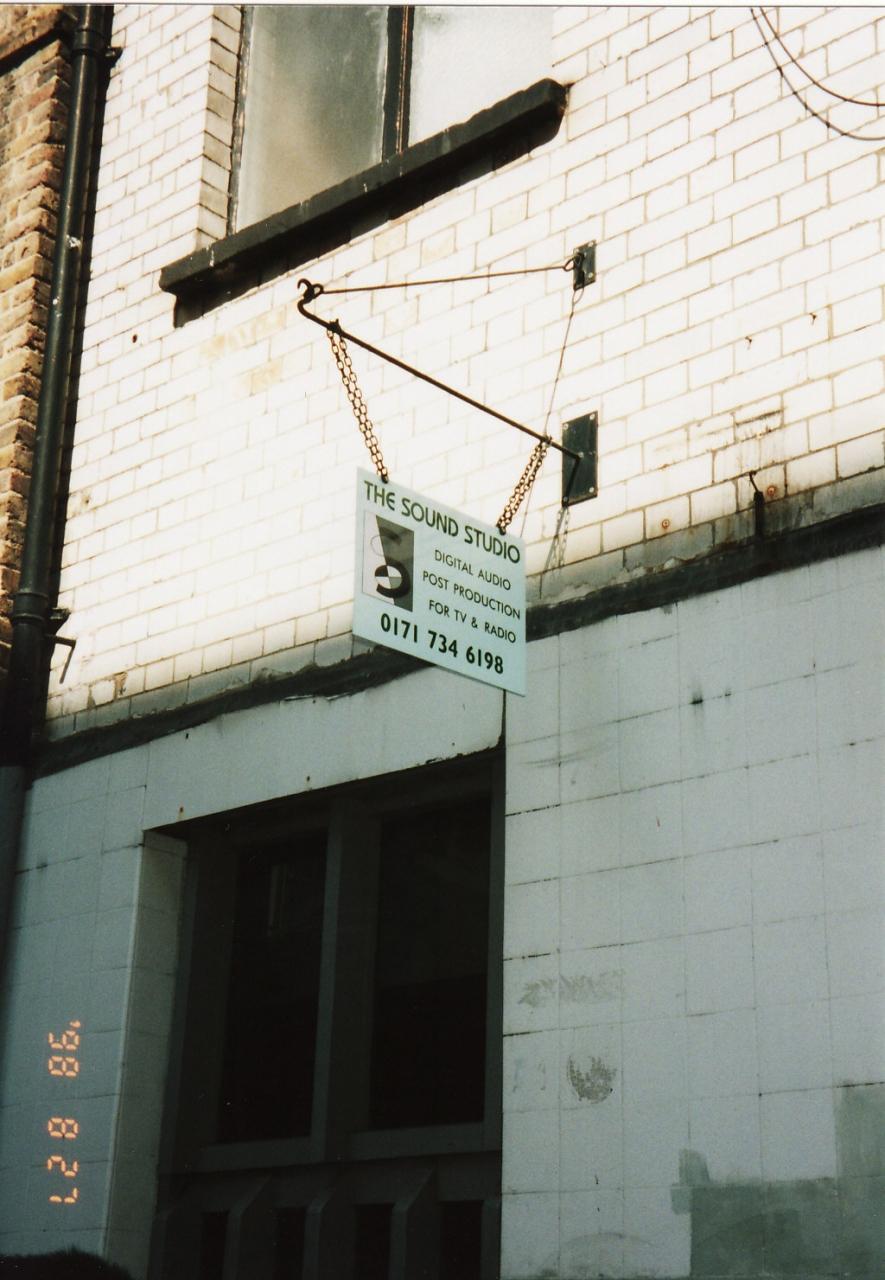 THE SOUND STUDIO
DIGITAL AUDIO
POST PRODUCTION
FOR TV & RADIO
0171 734 6198
'98 8 27